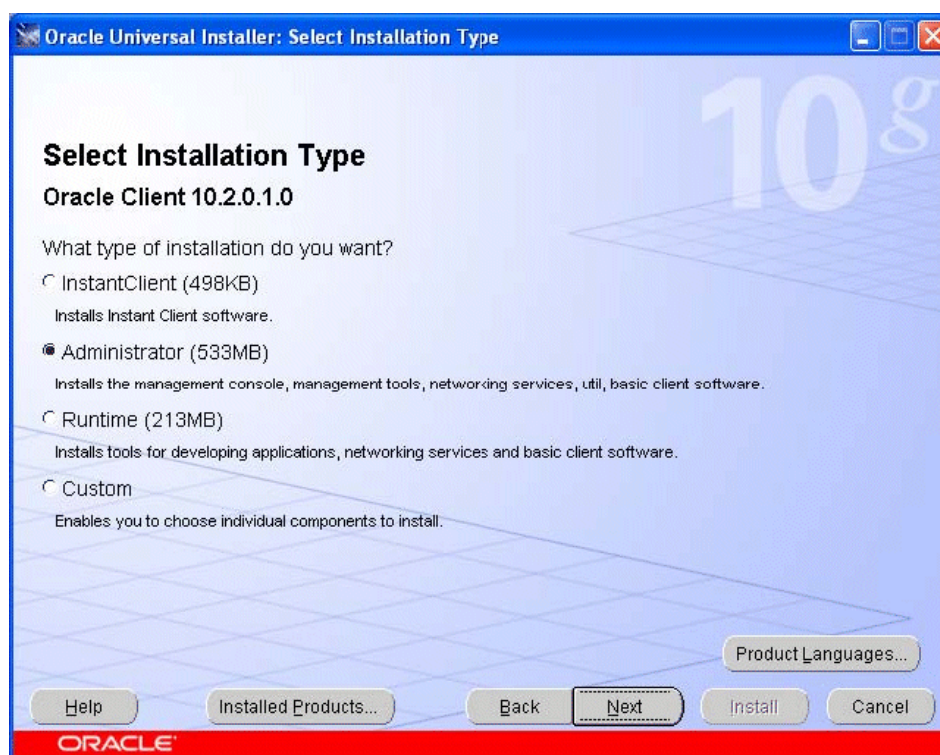 Oracle Universal Installer: Select Installation Type
10g
Select Installation Type
Oracle Client 10.2.0.1.0
What type of installation do you want?
InstantClient (498KB)
Installs Instant Client software.
Administrator (533MB)
Installs the management console, management tools, networking services, util, basic client software.
Runtime (213MB)
Installs tools for developing applications, networking services and basic client software.
Custom
Enables you to choose individual components to install.
Product Languages...
Help Installed Products... Back Next Install Cancel
ORACLE